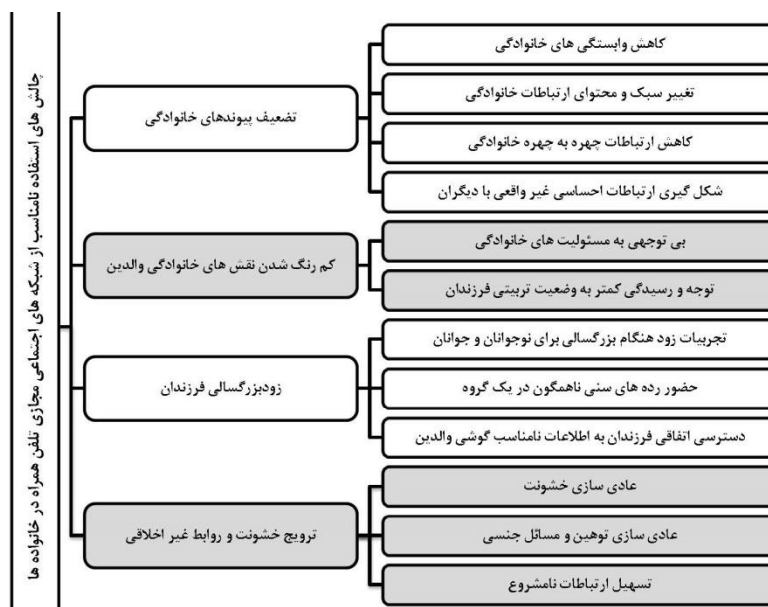 چالش های استفاده نامناسب از شبکه های اجتماعی مجازی تلفن همراه در خانواده ها
تضعیف پیوندهای خانوادگی
کاهش وابستگی های خانوادگی
تغییر سبک و محتوای ارتباطات خانوادگی
کاهش ارتباطات چهره به چهره خانوادگی
شکل گیری ارتباطات احساسی غیر واقعی با دیگران
کم رنگ شدن نقش های خانوادگی والدین
بی توجهی به مسئولیت های خانوادگی
توجه و رسیدگی کمتر به وضعیت تربیتی فرزندان
زودبزرگسالی فرزندان
تجربیات زود هنگام بزرگسالی برای نوجوانان و جوانان
حضور رده های سنی ناهمگون در یک گروه
دسترسی اتفاقی فرزندان به اطلاعات نامناسب گوشی والدین
ترویج خشونت و روابط غیر اخلاقی
عادی سازی خشونت
عادی سازی توهین و مسائل جنسی
تسهیل ارتباطات نامشروع